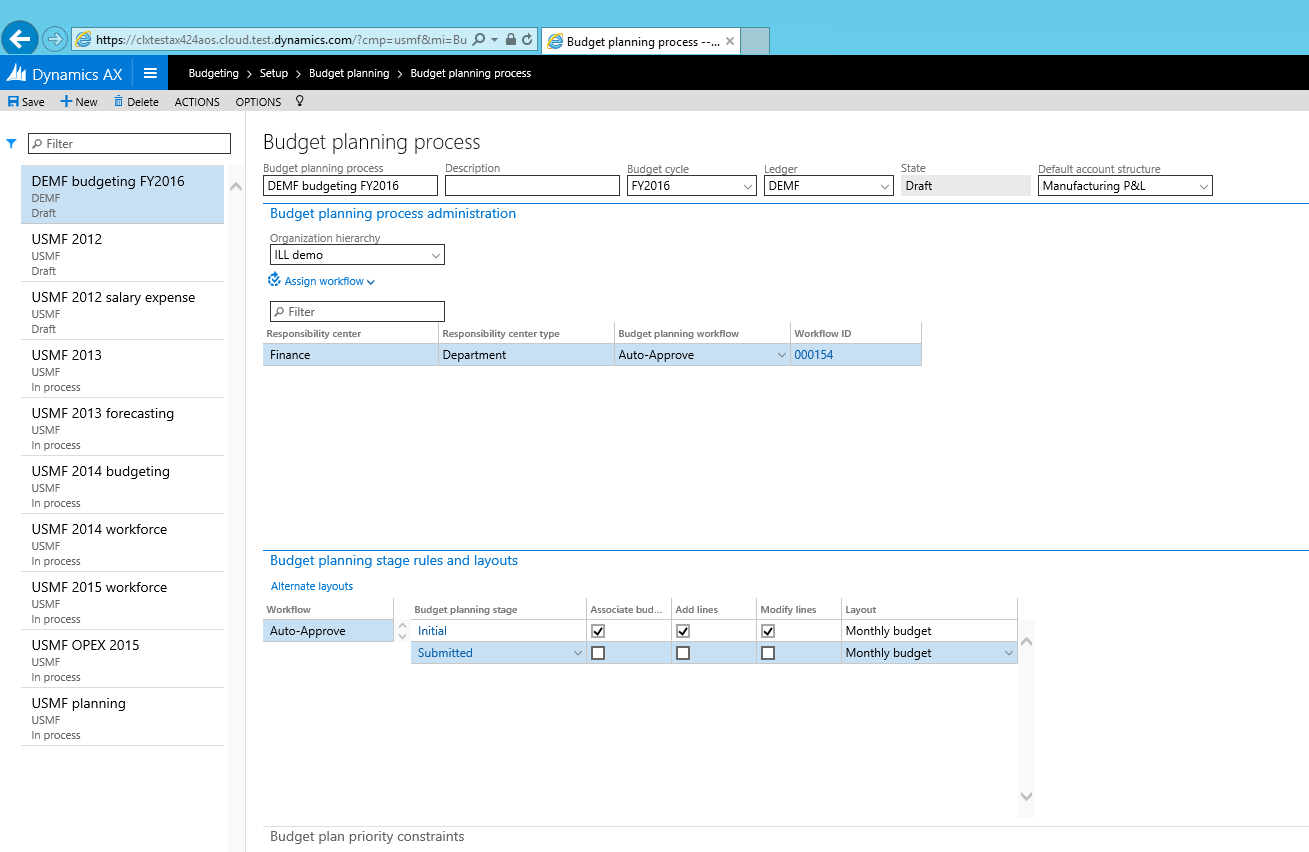 https://clxtestax424aos.cloud.test.dynamics.com/?cmp=usmf&mi=Bu
Budget planning process --...
Dynamics AX
Budgeting > Setup > Budget planning > Budget planning process
Save New Delete ACTIONS OPTIONS
Filter
DEMF budgeting FY2016
DEMF
Draft
USMF 2012
USMF
Draft
USMF 2012 salary expense
USMF
Draft
USMF 2013
USMF
In process
USMF 2013 forecasting
USMF
In process
USMF 2014 budgeting
USMF
In process
USMF 2014 workforce
USMF
In process
USMF 2015 workforce
USMF
In process
USMF OPEX 2015
USMF
In process
USMF planning
USMF
In process
Budget planning process
Budget planning process Description Budget cycle Ledger State Default account structure
DEMF budgeting FY2016 FY2016 DEMF Draft Manufacturing P&L
Budget planning process administration
Organization hierarchy
ILL demo
Assign workflow
Filter
Responsibility center Responsibility center type Budget planning workflow Workflow ID
Finance Department Auto-Approve 000154
Budget planning stage rules and layouts
Alternate layouts
Workflow Budget planning stage Associate bud... Add lines Modify lines Layout
Auto-Approve Initial Monthly budget
Submitted Monthly budget
Budget plan priority constraints